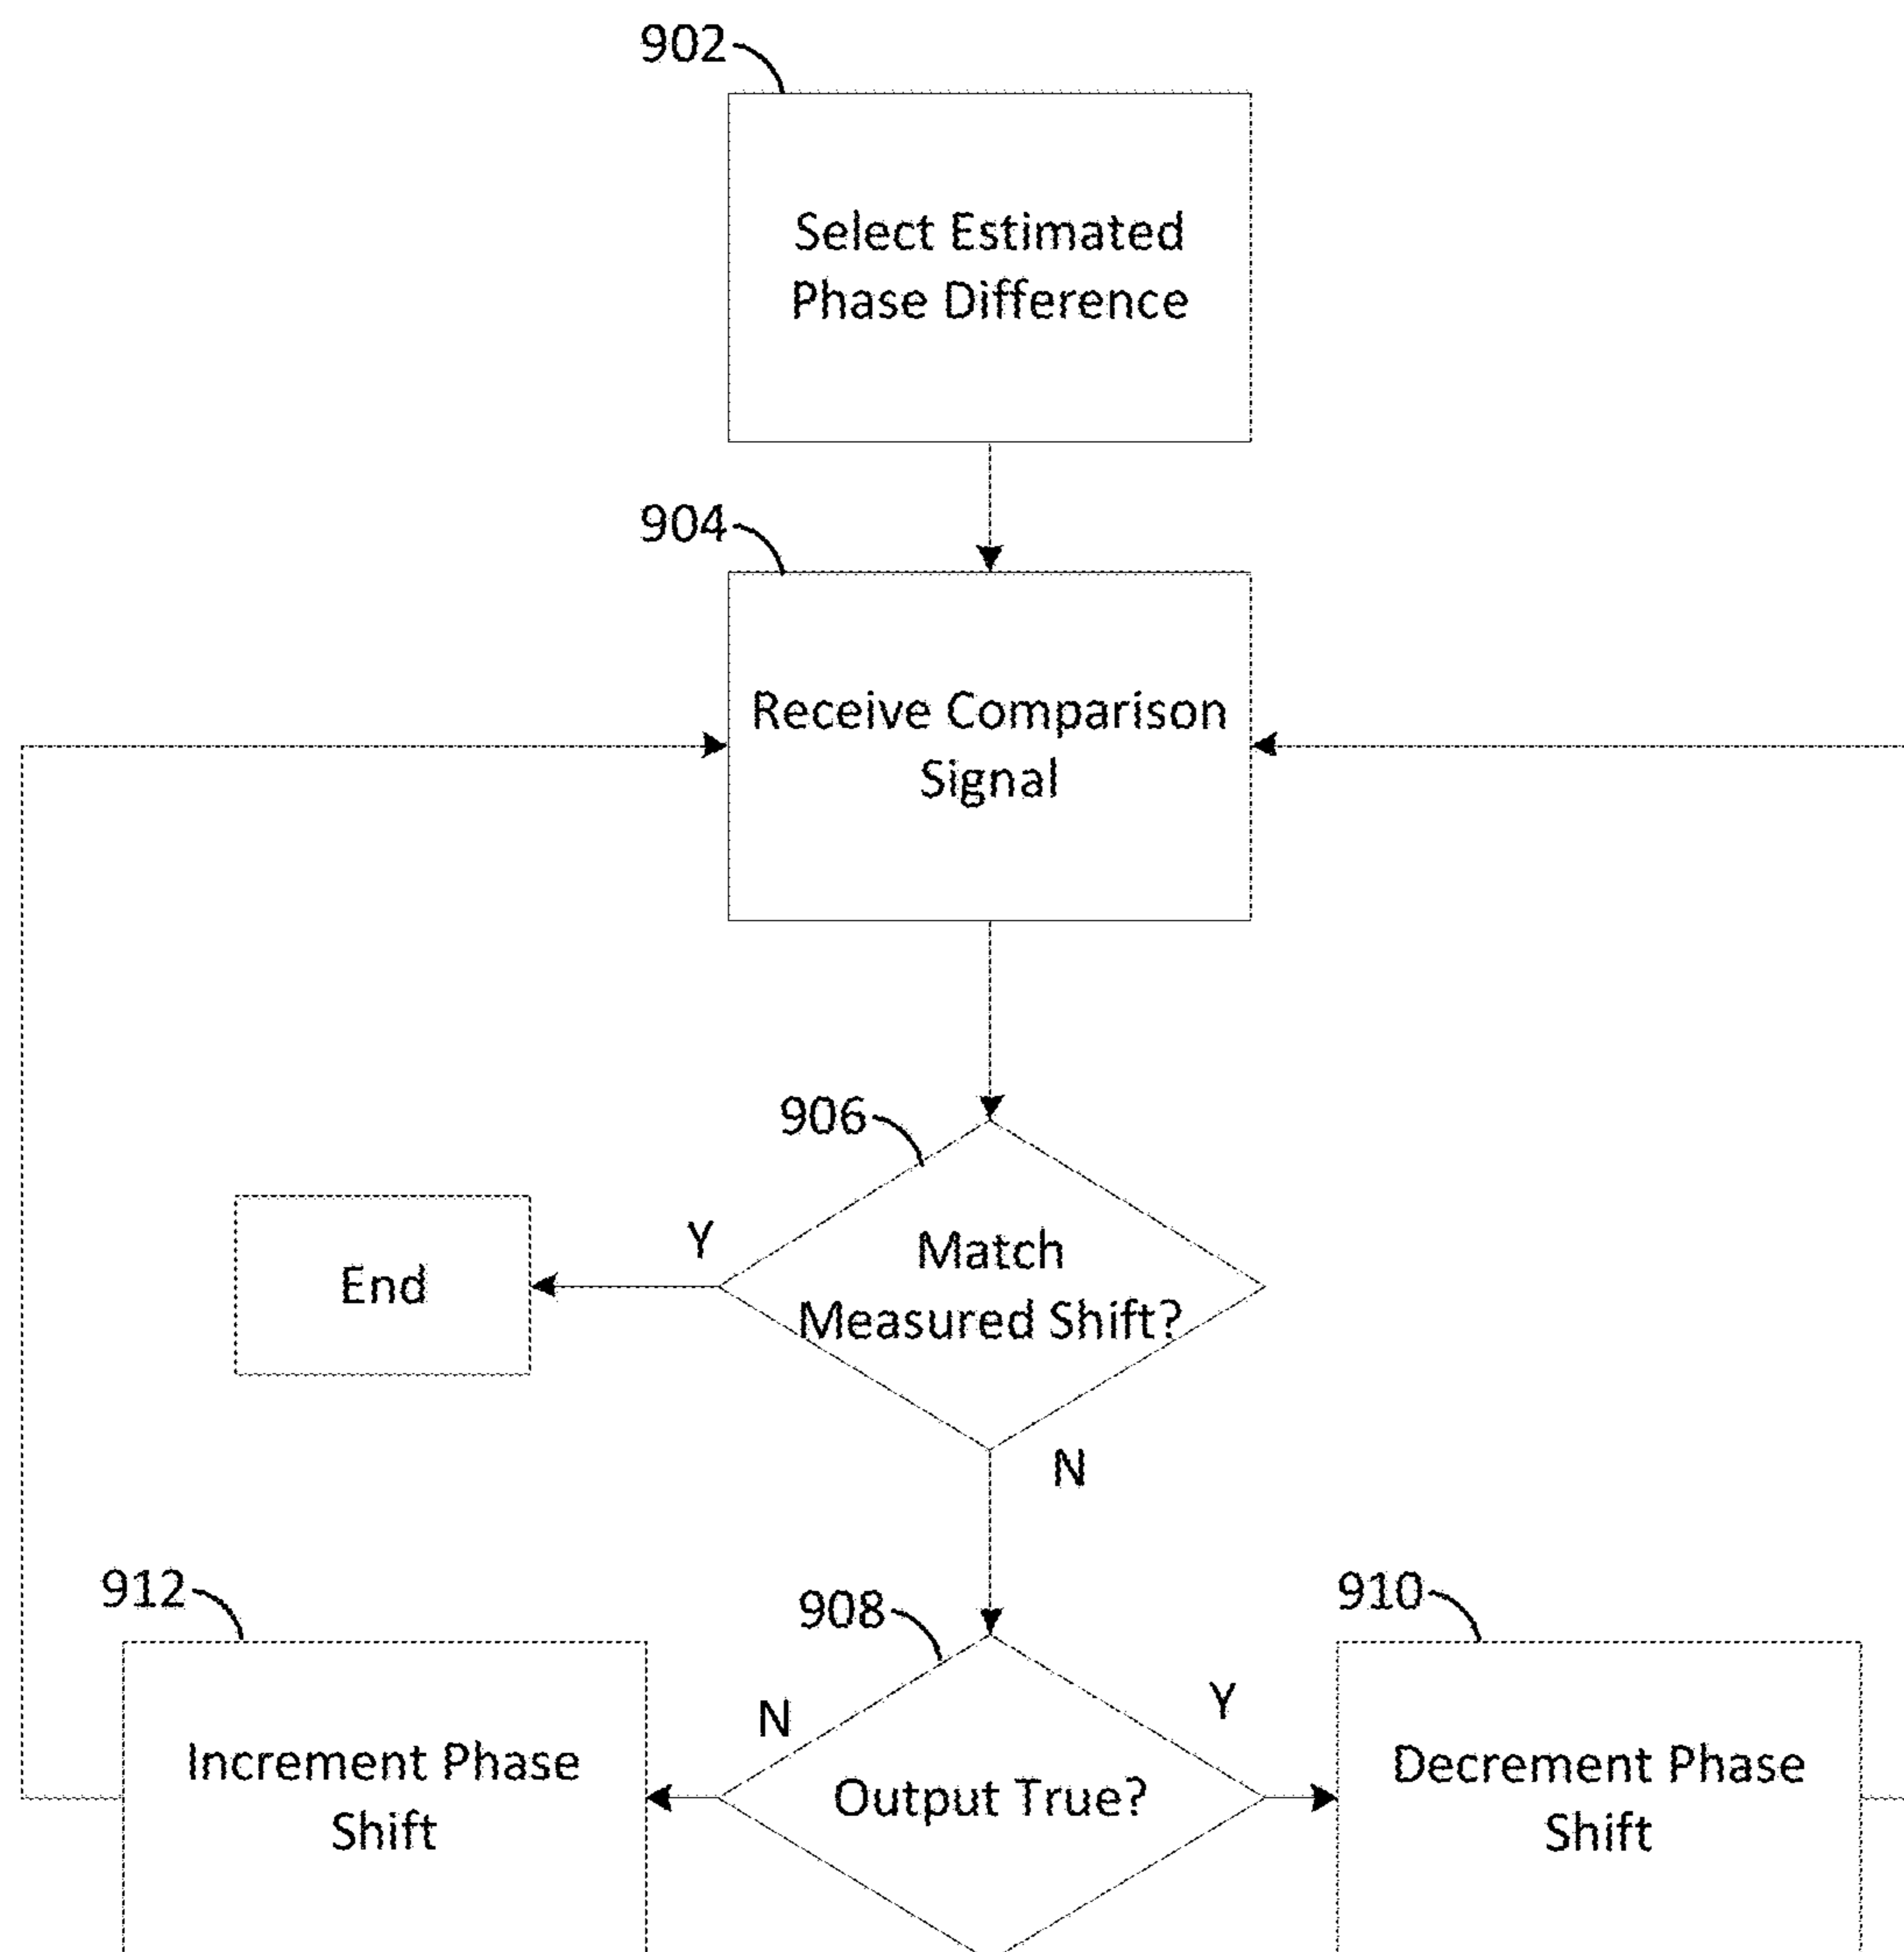 902
Select Estimated
Phase Difference
904
Receive Comparison
Signal
906
Match
Measured Shift?
Y
End
N
908
Output True?
N
Y
912
Increment Phase
Shift
910
Decrement Phase
Shift